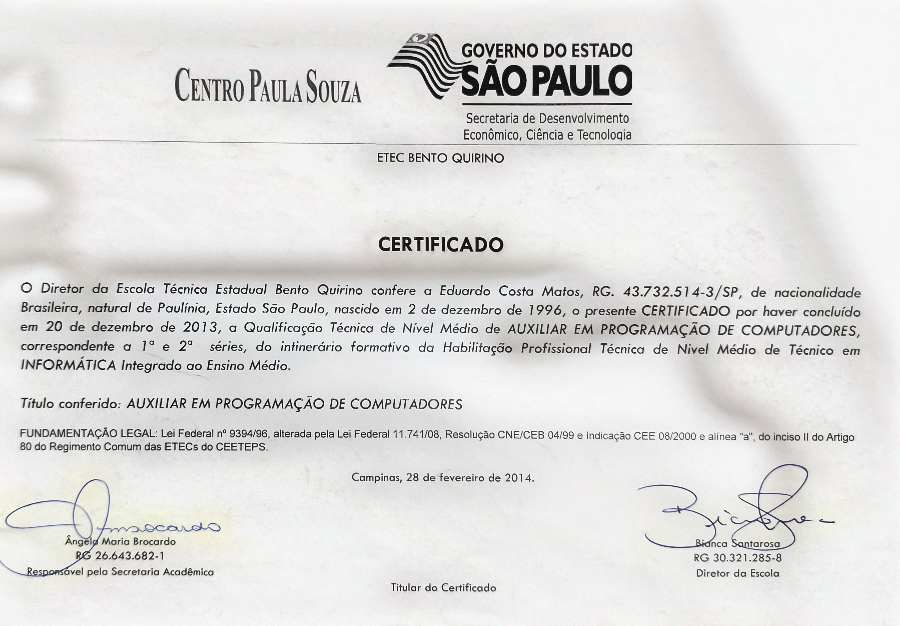 CENTRO PAULA SOUZA
GOVERNO DO ESTADO
SÃO PAULO
Secretaria de Desenvolvimento
Econômico, Ciência e Tecnologia
ETEC BENTO QUIRINO
CERTIFICADO
O Diretor da Escola Técnica Estadual Bento Quirino confere a Eduardo Costa Matos, RG. 43.732.514-3/SP, de nacionalidade
Brasileira, natural de Paulínia, Estado São Paulo, nascido em 2 de dezembro de 1996, o presente CERTIFICADO por haver concluído
em 20 de dezembro de 2013, a Qualificação Técnica de Nível Médio de AUXILIAR EM PROGRAMAÇÃO DE COMPUTADORES,
correspondente a 1ª e 2ª séries, do intinerário formativo da Habilitação Profissional Técnica de Nível Médio de Técnico em
INFORMÁTICA Integrado ao Ensino Médio.
Título conferido: AUXILIAR EM PROGRAMAÇÃO DE COMPUTADORES
FUNDAMENTAÇÃO LEGAL: Lei Federal nº 9394/96, alterada pela Lei Federal 11.741/08, Resolução CNE/CEB 04/99 e Indicação CEE 08/2000 e alínea "a", do inciso II do Artigo
80 do Regimento Comum das ETECs do CEETEPS.
Campinas, 28 de fevereiro de 2014.
Ângela Maria Brocardo
RG 26.643.682-1
Responsável pela Secretaria Acadêmica
Bianca Santarosa
RG 30.321.285-8
Diretor da Escola
Titular do Certificado